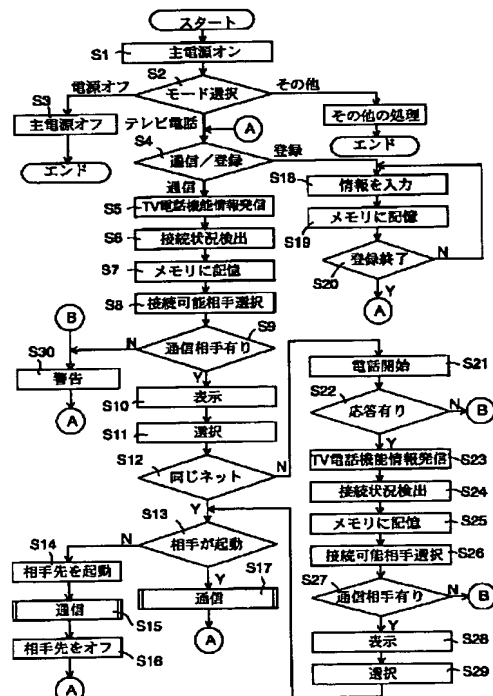 スタート
S1
主電源オン
S2
モード選択
電源オフ
その他
S3
主電源オフ
エンド
テレビ電話
A
その他の処理
エンド
S4
通信/登録
登録
通信
S5
TV電話機能情報発信
S6
接続状況検出
S7
メモリに記憶
S8
接続可能相手選択
S18
情報を入力
S19
メモリに記憶
S20
登録終了
N
Y
A
B
S9
通信相手有り
N
Y
S30
警告
A
S10
表示
S11
選択
S12
同じネット
N
Y
S13
相手が起動
N
Y
S14
相手先を起動
S15
通信
S16
相手先をオフ
A
S17
通信
A
S21
電話開始
S22
応答有り
N
B
Y
S23
TV電話機能情報発信
S24
接続状況検出
S25
メモリに記憶
S26
接続可能相手選択
S27
通信相手有り
N
B
Y
S28
表示
S29
選択